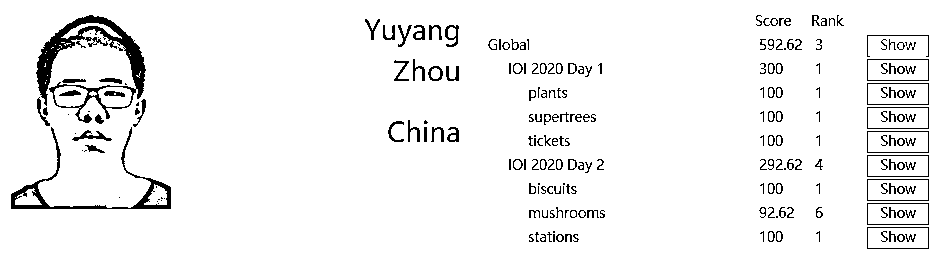 Yuyang
Zhou
China
Score Rank
Global 592.62 3 Show
IOI 2020 Day 1 300 1 Show
plants 100 1 Show
supertrees 100 1 Show
tickets 100 1 Show
IOI 2020 Day 2 292.62 4 Show
biscuits 100 1 Show
mushrooms 92.62 6 Show
stations 100 1 Show